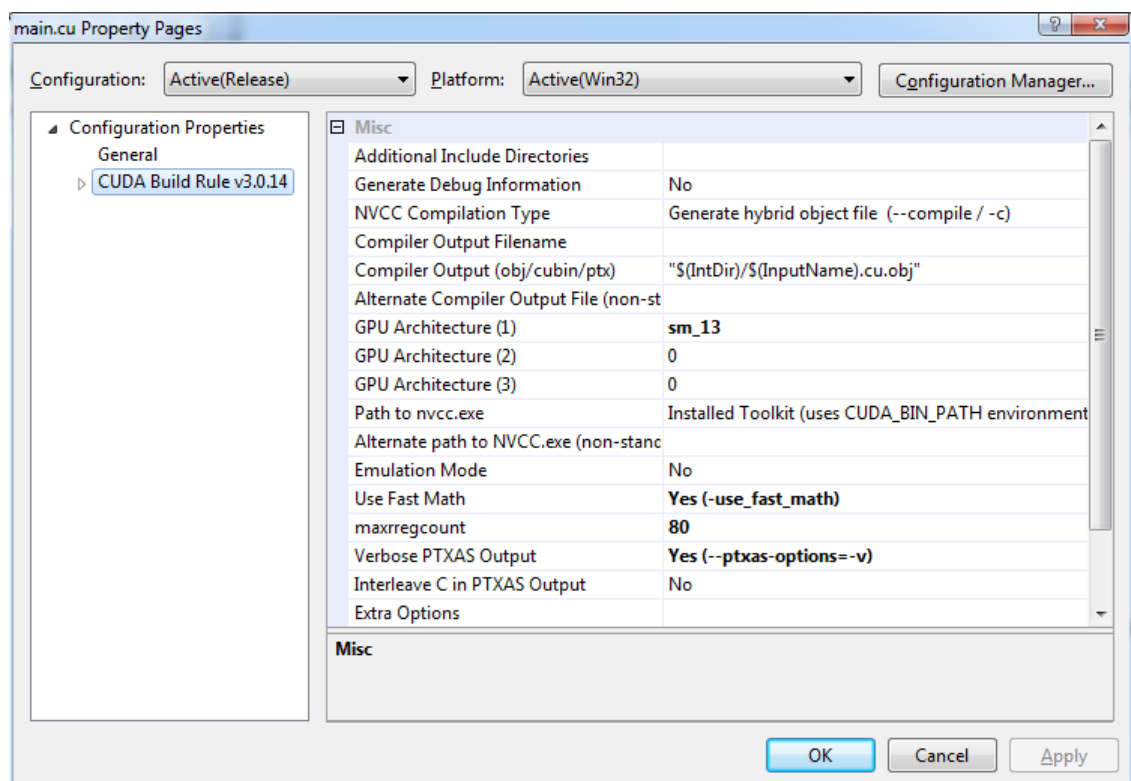 main.cu Property Pages
Configuration: Active(Release) Platform: Active(Win32) Configuration Manager...
Configuration Properties
General
CUDA Build Rule v3.0.14
Misc
Additional Include Directories
Generate Debug Information No
NVCC Compilation Type Generate hybrid object file (--compile / -c)
Compiler Output Filename
Compiler Output (obj/cubin/ptx) "$(IntDir)/$(InputName).cu.obj"
Alternate Compiler Output File (non-st
GPU Architecture (1) sm_13
GPU Architecture (2) 0
GPU Architecture (3) 0
Path to nvcc.exe Installed Toolkit (uses CUDA_BIN_PATH environment
Alternate path to NVCC.exe (non-stand
Emulation Mode No
Use Fast Math Yes (-use_fast_math)
maxrregcount 80
Verbose PTXAS Output Yes (--ptxas-options=-v)
Interleave C in PTXAS Output No
Extra Options
Misc
OK Cancel Apply